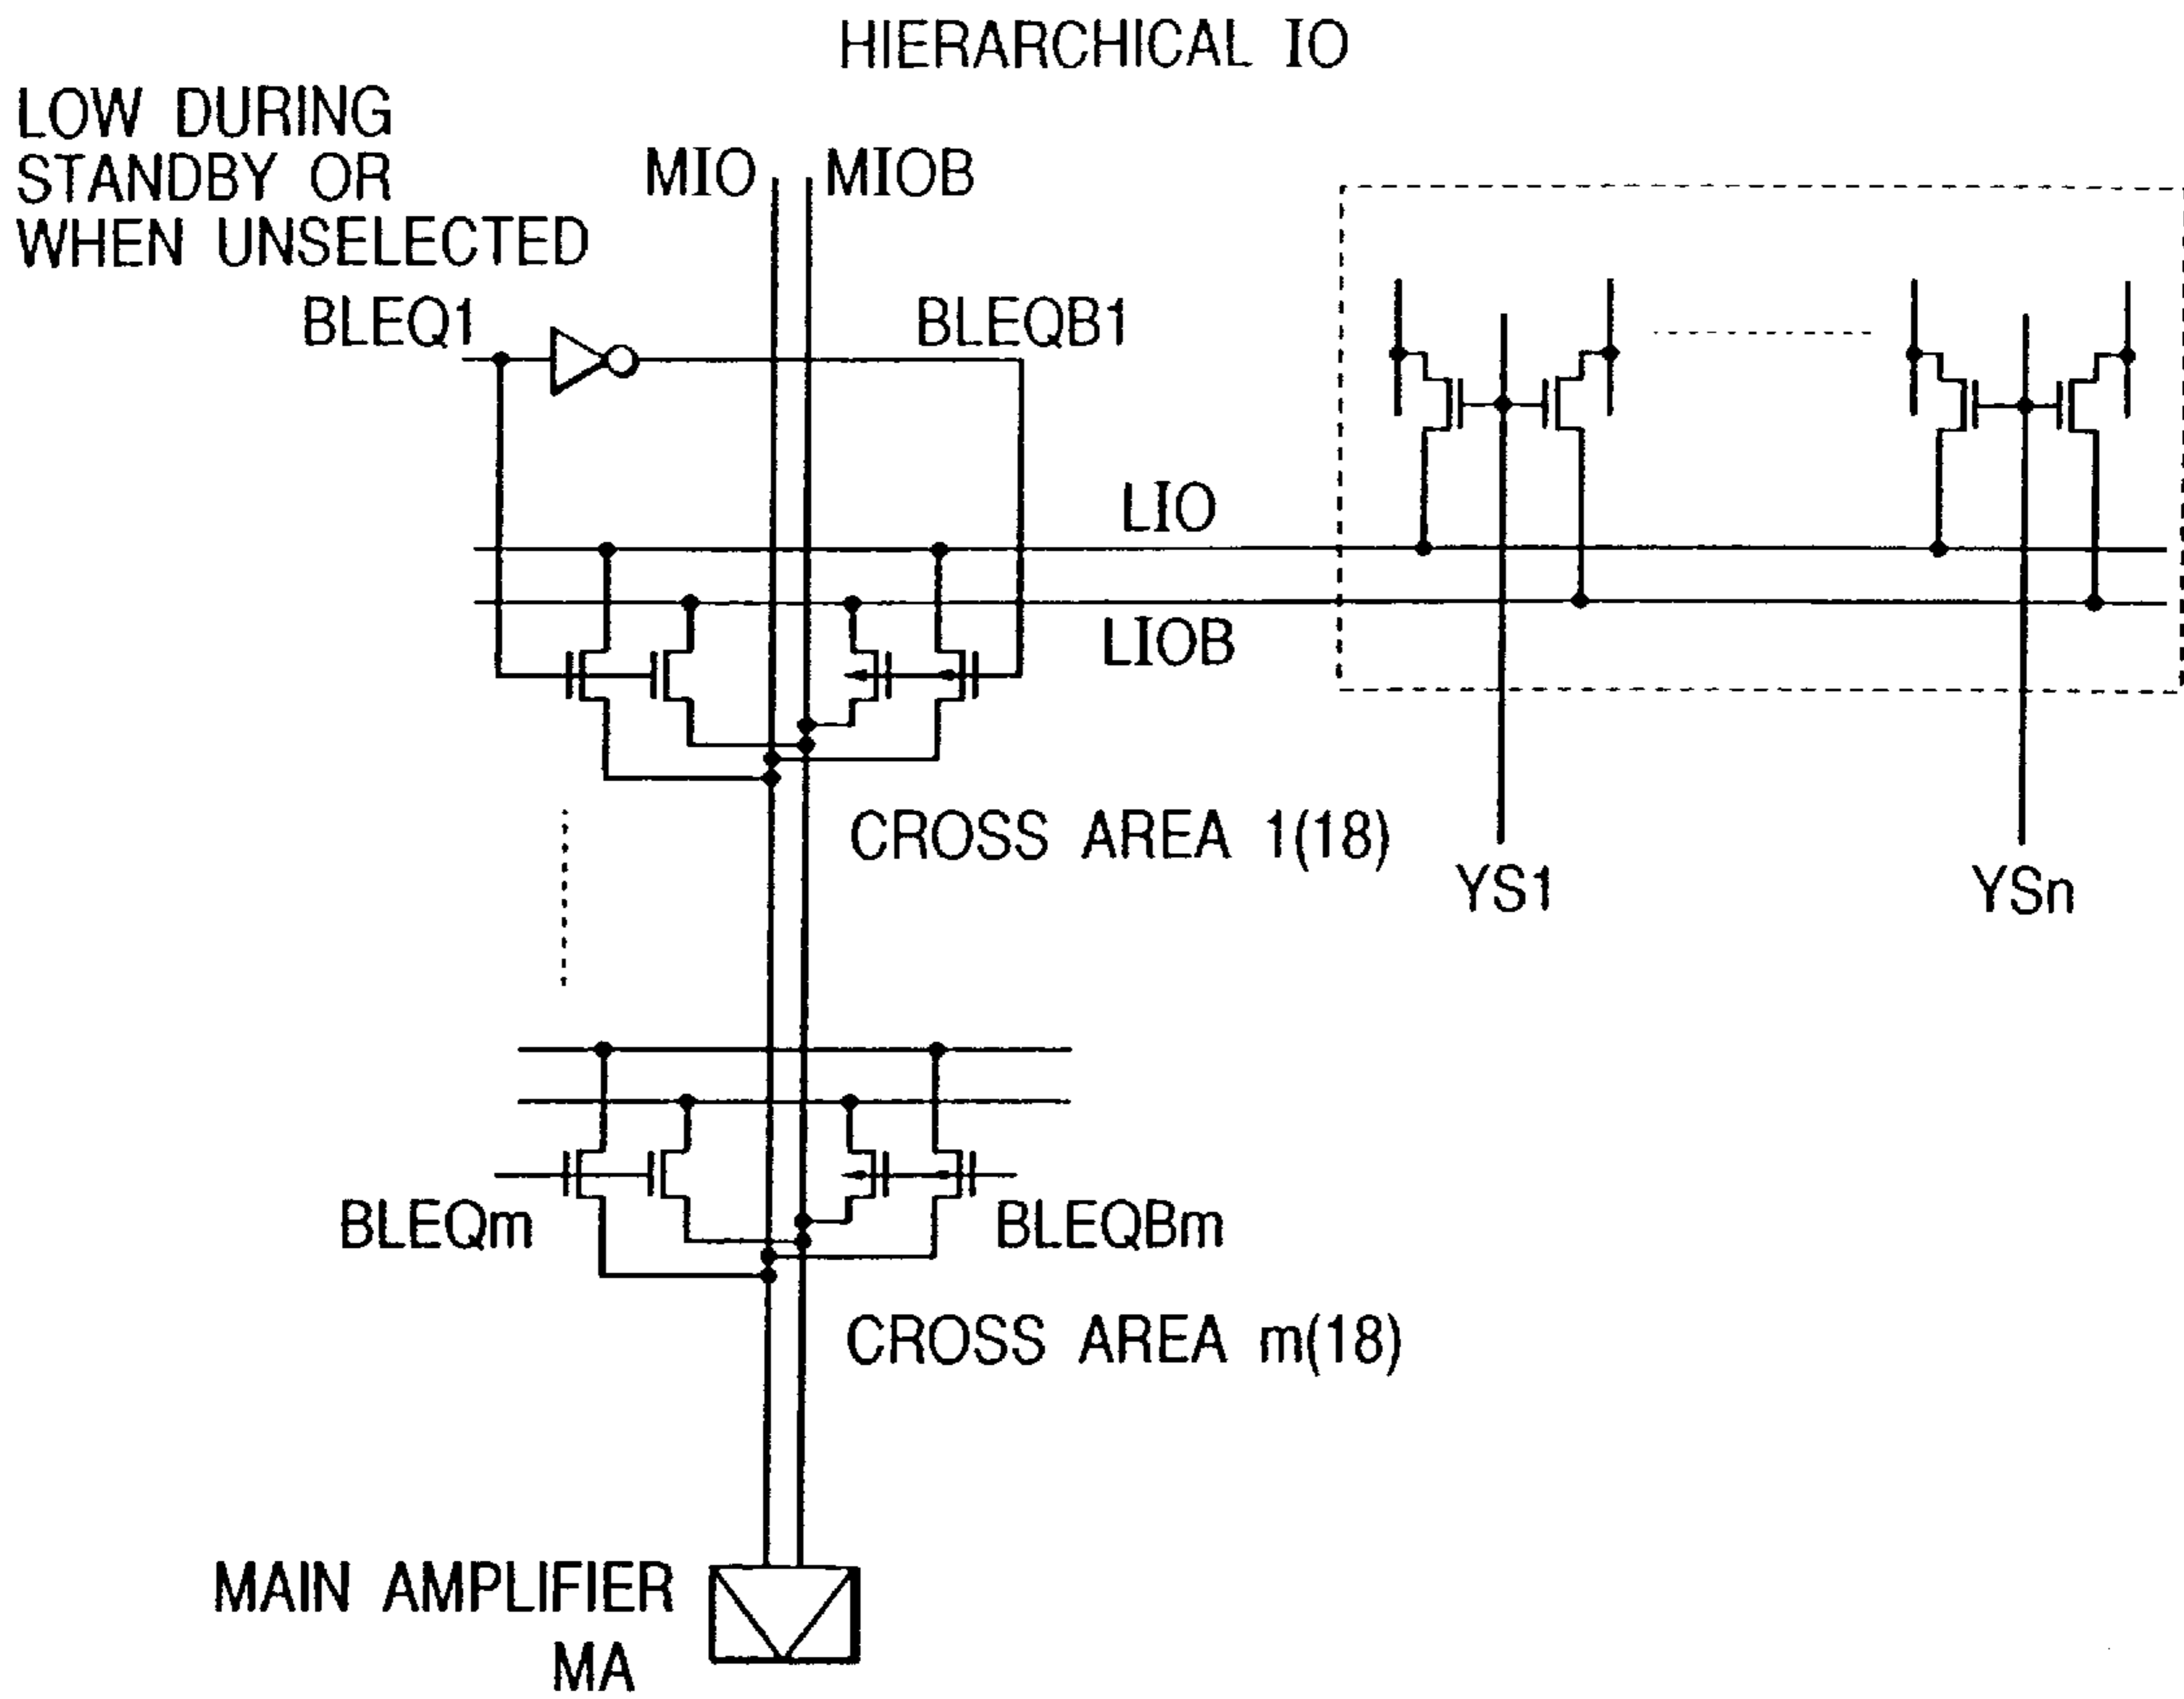 HIERARCHICAL IO
LOW DURING
STANDBY OR
WHEN UNSELECTED
MIO
MIOB
BLEQ1
BLEQB1
LIO
LIOB
CROSS AREA 1(18)
YS1
YSn
BLEQm
BLEQBm
CROSS AREA m(18)
MAIN AMPLIFIER
MA